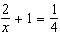 2/x + 1 = 1/4